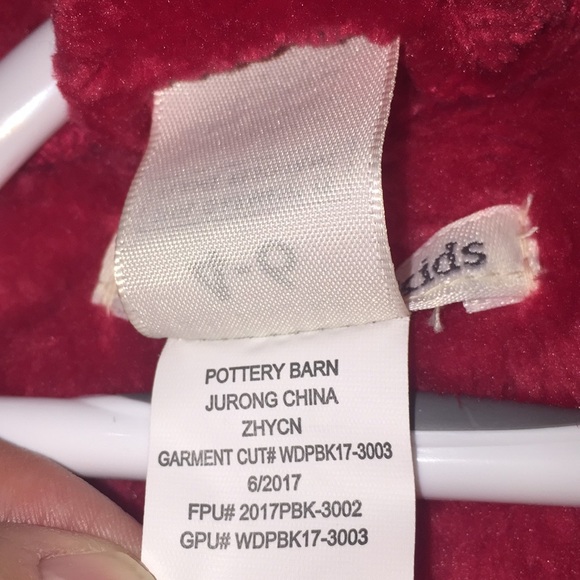 kids
POTTERY BARN
JURONG CHINA
ZHYCN
GARMENT CUT# WDPBK17-3003
6/2017
FPU# 2017PBK-3002
GPU# WDPBK17-3003